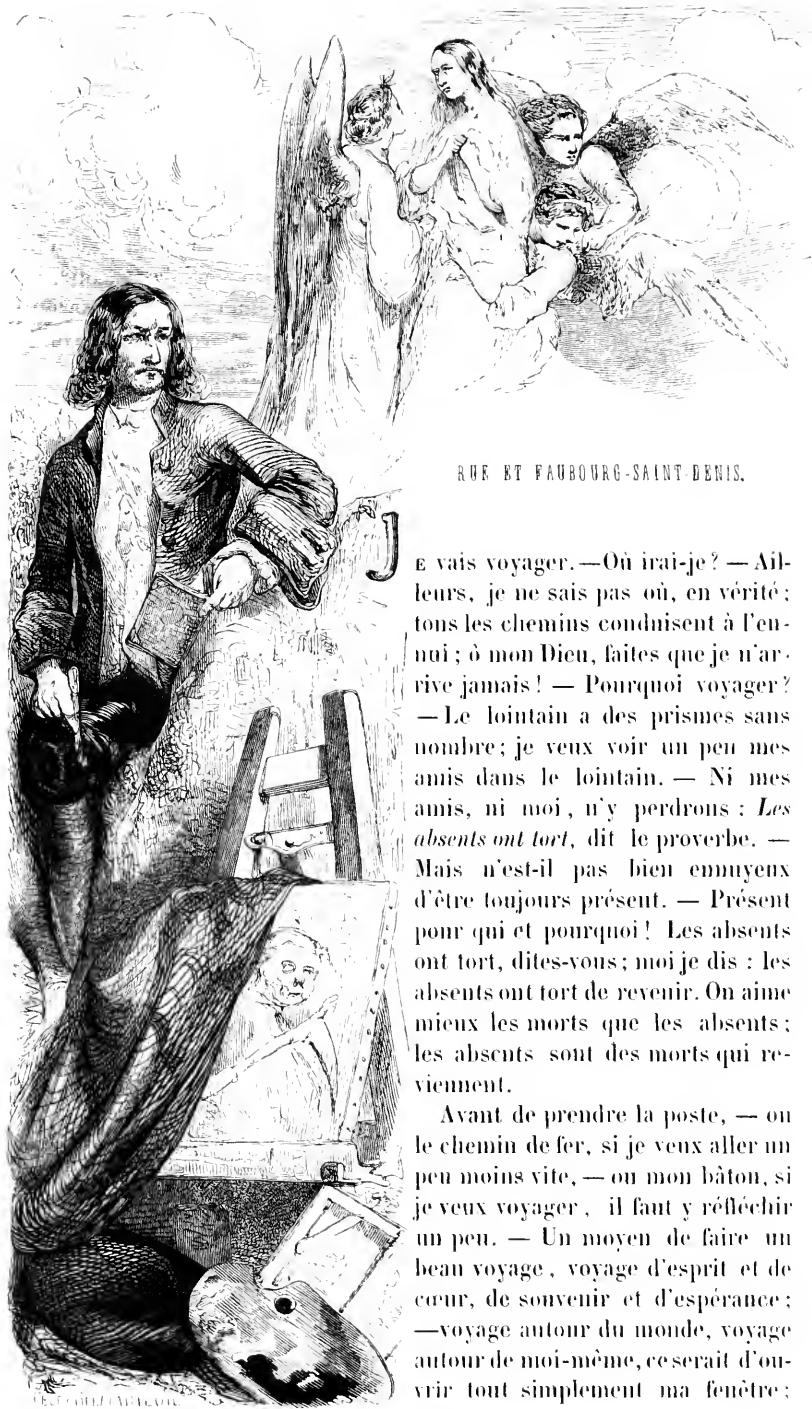 RUE ET FAUBOURG-SAINT-DENIS.
JE vais voyager. — Où irai-je ? — Ail-
leurs, je ne sais pas où, en vérité ;
tous les chemins conduisent à l'en-
nui ; ô mon Dieu, faites que je n'ar-
rive jamais ! — Pourquoi voyager ?
— Le lointain a des prismes sans
nombre ; je veux voir un peu mes
amis dans le lointain. — Ni mes
amis, ni moi, n'y perdrons : Les
absents ont tort, dit le proverbe. —
Mais n'est-il pas bien ennuyeux
d'être toujours présent. — Présent
pour qui et pourquoi ! Les absents
ont tort, dites-vous ; moi je dis : les
absents ont tort de revenir. On aime
mieux les morts que les absents ;
les absents sont des morts qui re-
viennent.
Avant de prendre la poste, — ou
le chemin de fer, si je veux aller un
peu moins vite, — ou mon bâton, si
je veux voyager, il faut y réfléchir
un peu. — Un moyen de faire un
beau voyage, voyage d'esprit et de
cœur, de souvenir et d'espérance ;
— voyage autour du monde, voyage
autour de moi-même, ce serait d'ou-
vrir tout simplement ma fenêtre ;